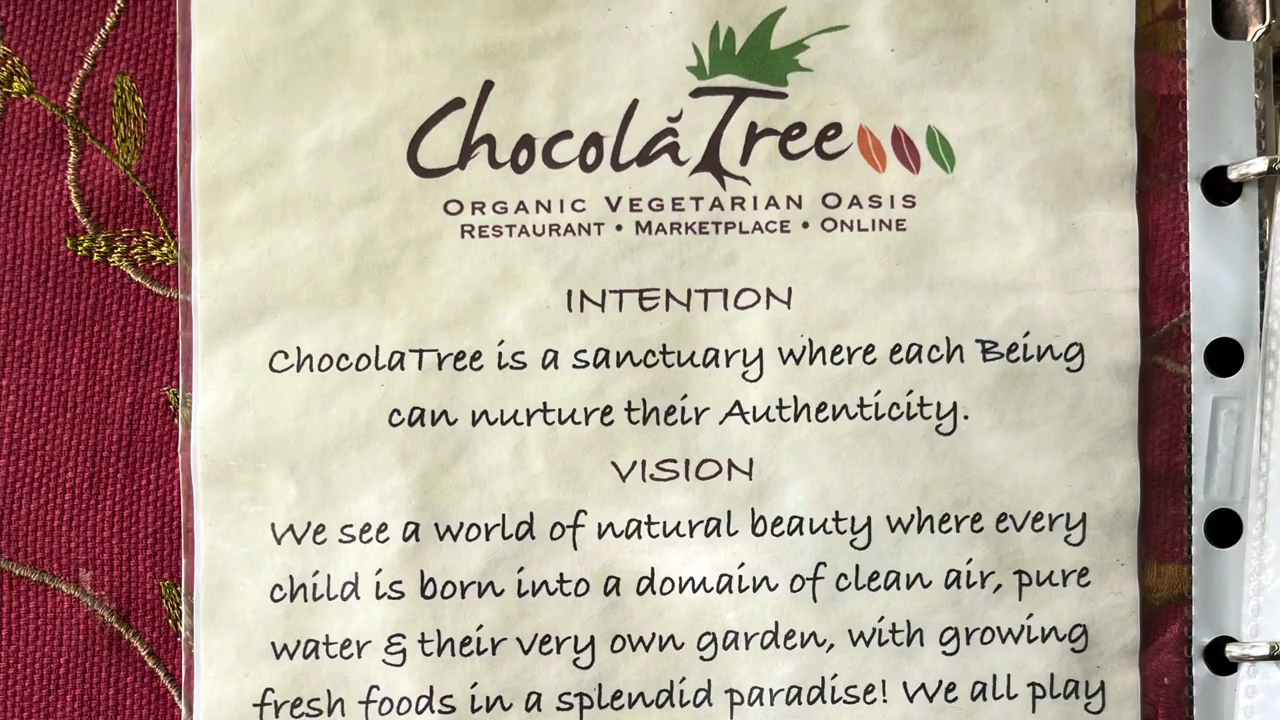 Chocolă Tree
ORGANIC VEGETARIAN OASIS
RESTAURANT • MARKETPLACE • ONLINE
INTENTION
ChocolaTree is a sanctuary where each Being
can nurture their Authenticity.
VISION
We see a world of natural beauty where every
child is born into a domain of clean air, pure
water & their very own garden, with growing
fresh foods in a splendid paradise! We all play